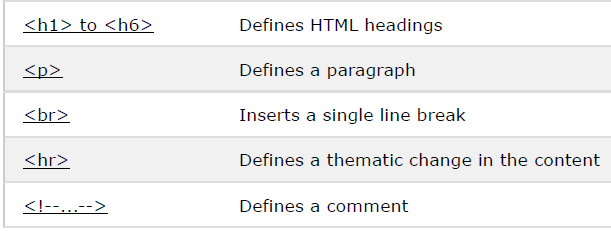 <h1> to <h6> Defines HTML headings
<p> Defines a paragraph
<br> Inserts a single line break
<hr> Defines a thematic change in the content
<!--...--> Defines a comment